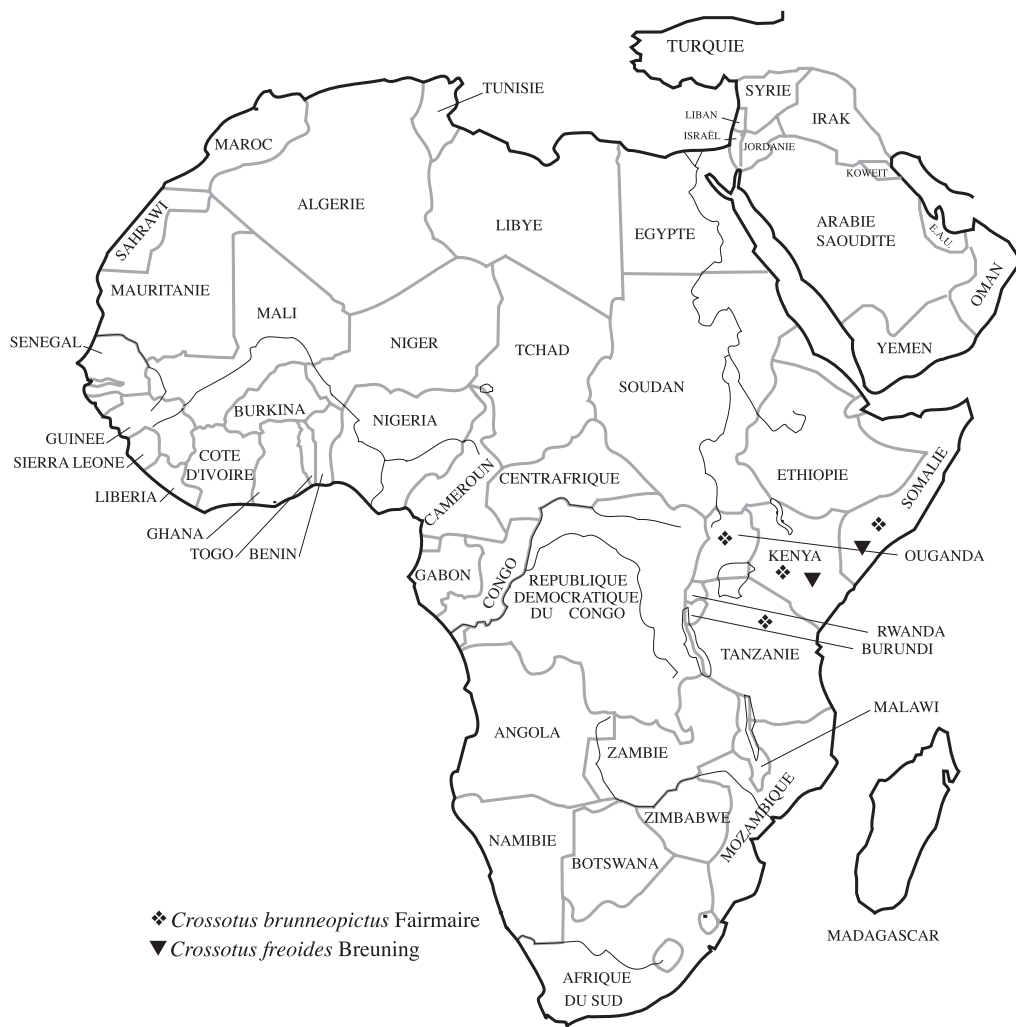 TURQUIE
TUNISIE
SYRIE
LIBAN
IRAK
ISRAËL
JORDANIE
MAROC
KOWEIT
ALGERIE
LIBYE
EGYPTE
ARABIE
SAOUDITE
E.A.U.
SAHRAWI
OMAN
MAURITANIE
MALI
SENEGAL
NIGER
TCHAD
YEMEN
SOUDAN
BURKINA
NIGERIA
GUINEE
SIERRA LEONE
COTE
D'IVOIRE
LIBERIA
CAMEROUN
CENTRAFRIQUE
ETHIOPIE
SOMALIE
GHANA
TOGO
BENIN
KENYA
OUGANDA
GABON
CONGO
REPUBLIQUE
DEMOCRATIQUE
DU CONGO
RWANDA
BURUNDI
TANZANIE
MALAWI
ANGOLA
ZAMBIE
MOZAMBIQUE
ZIMBABWE
NAMIBIE
BOTSWANA
Crossotus brunneopictus Fairmaire
Crossotus freoides Breuning
MADAGASCAR
AFRIQUE
DU SUD